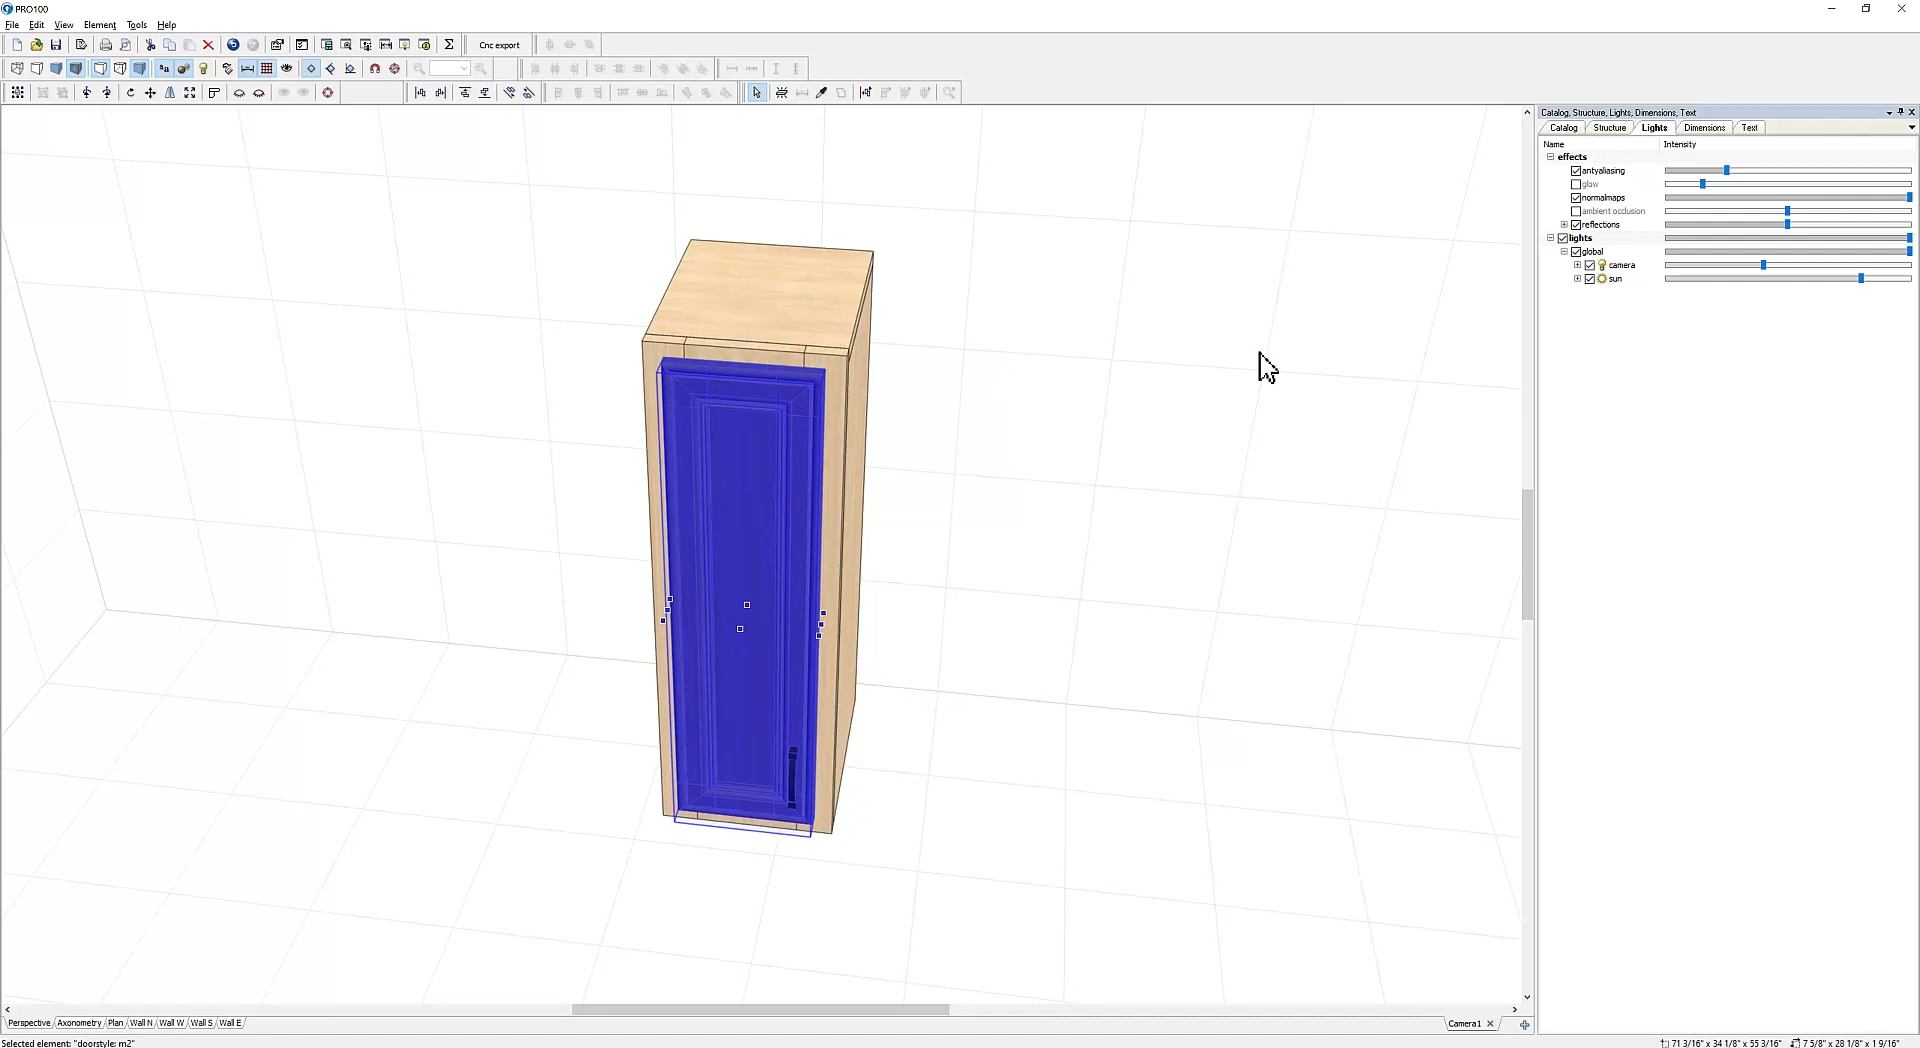 PRO100
File Edit View Element Tools Help
Cnc export
Catalog, Structure, Lights, Dimensions, Text
Catalog Structure Lights Dimensions Text
Name Intensity
effects
antyaliasing
glow
normalmaps
ambient occlusion
reflections
lights
global
camera
sun
Perspective Axonometry Plan Wall N Wall W Wall S Wall E
Camera1
Selected element: "doorstyle: m2"
71 3/16" x 34 1/8" x 55 3/16" 7 5/8" x 28 1/8" x 1 9/16"